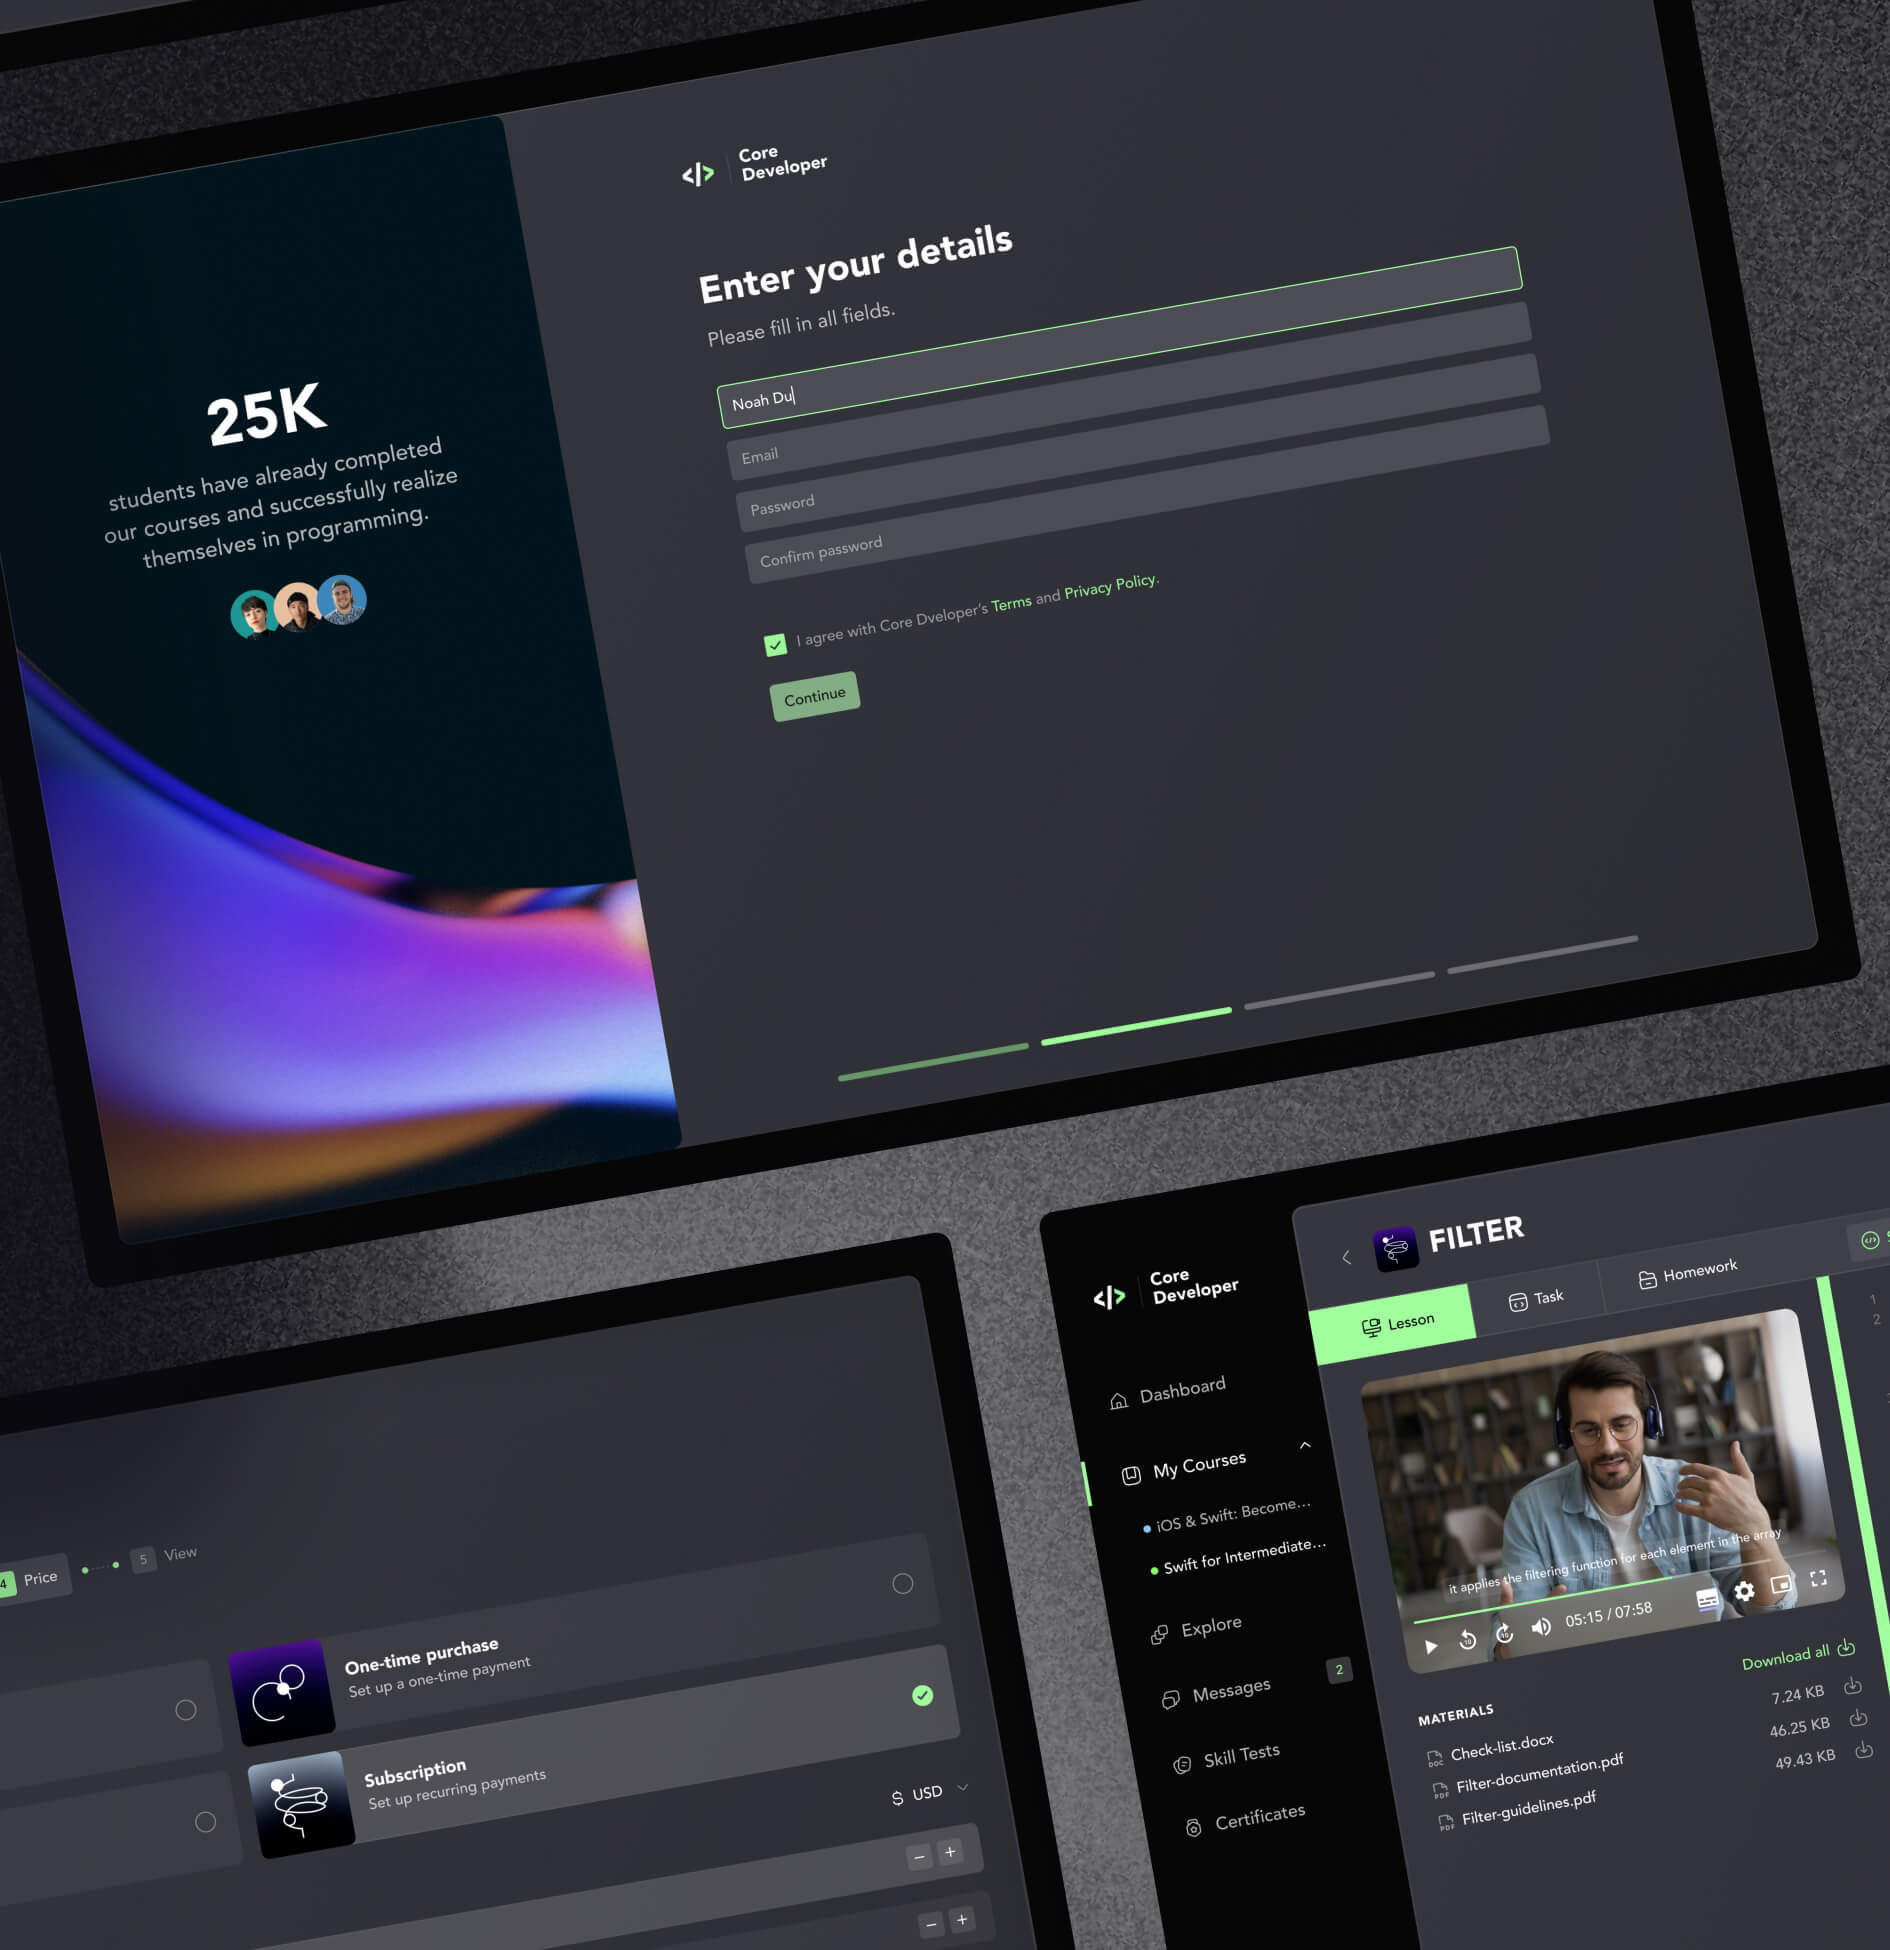 Core
Developer
Enter your details
Please fill in all fields.
Noah Du
Email
Password
Confirm password
I agree with Core Dveloper's Terms and Privacy Policy.
Continue
25K
students have already completed
our courses and successfully realize
themselves in programming.
4 Price
5 View
One-time purchase
Set up a one-time payment
Subscription
Set up recurring payments
$ USD
Core
Developer
Dashboard
My Courses
iOS & Swift: Become...
Swift for Intermediate...
Explore
Messages 2
Skill Tests
Certificates
FILTER
Lesson
Task
Homework
it applies the filtering function for each element in the array
05:15 / 07:58
Download all
MATERIALS
Check-list.docx 7.24 KB
Filter-documentation.pdf 46.25 KB
Filter-guidelines.pdf 49.43 KB
1
2